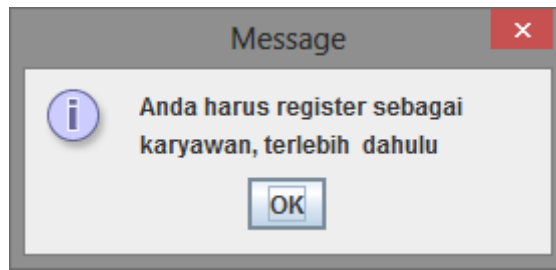 Message
Anda harus register sebagai
karyawan, terlebih  dahulu
OK